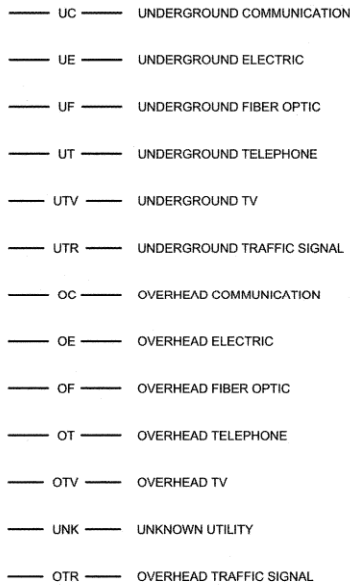 UC UNDERGROUND COMMUNICATION
UE UNDERGROUND ELECTRIC
UF UNDERGROUND FIBER OPTIC
UT UNDERGROUND TELEPHONE
UTV UNDERGROUND TV
UTR UNDERGROUND TRAFFIC SIGNAL
OC OVERHEAD COMMUNICATION
OE OVERHEAD ELECTRIC
OF OVERHEAD FIBER OPTIC
OT OVERHEAD TELEPHONE
OTV OVERHEAD TV
UNK UNKNOWN UTILITY
OTR OVERHEAD TRAFFIC SIGNAL